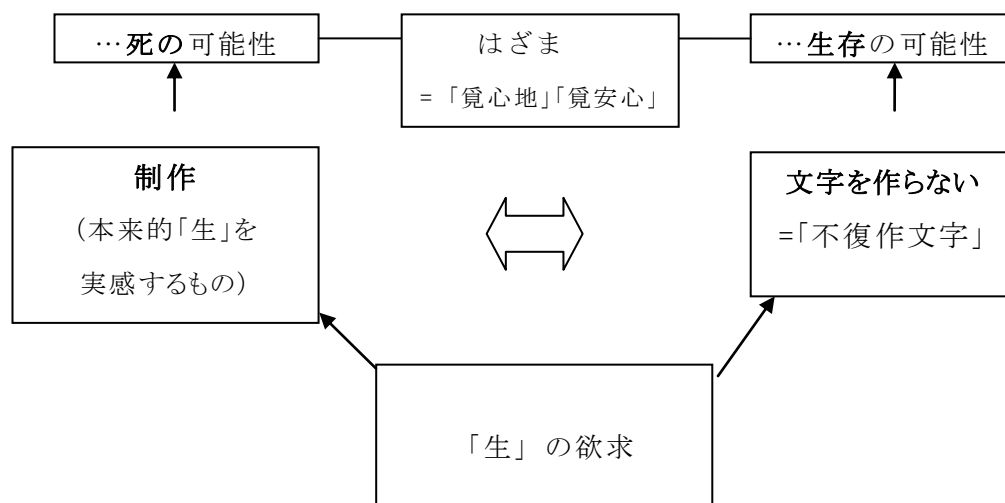 …死の可能性
はざま
=「覓心地」「覓安心」
…生存の可能性
制作
(本来的「生」を
実感するもの)
文字を作らない
=「不復作文字」
「生」の欲求